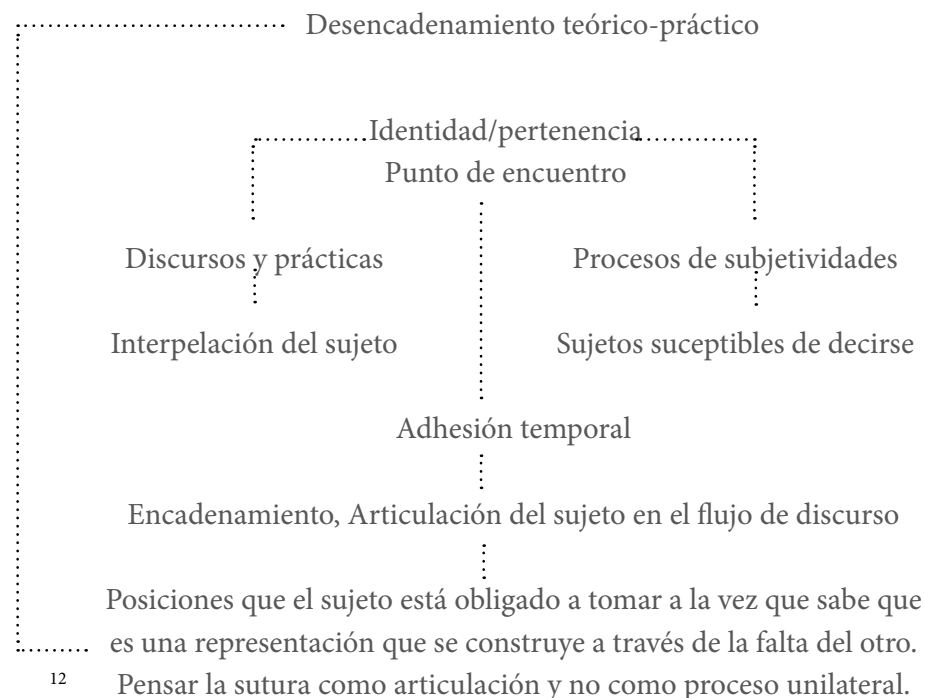 Desencadenamiento teórico-práctico
Identidad/pertenencia
Punto de encuentro
Discursos y prácticas
Procesos de subjetividades
Interpelación del sujeto
Sujetos suceptibles de decirse
Adhesión temporal
Encadenamiento, Articulación del sujeto en el flujo de discurso
Posiciones que el sujeto está obligado a tomar a la vez que sabe que
es una representación que se construye a través de la falta del otro.
12
Pensar la sutura como articulación y no como proceso unilateral.